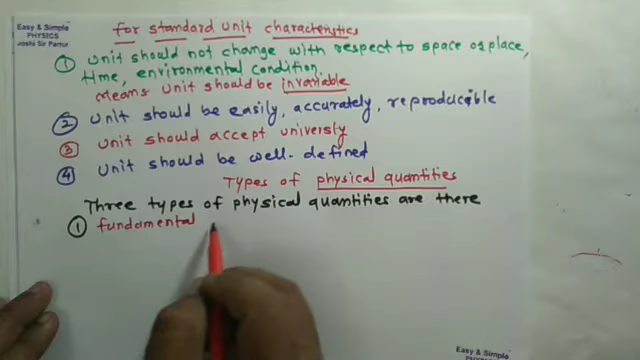 Easy & Simple
PHYSICS
Joshi Sir Pattur
for standard unit characteristics
① Unit should not change with respect to space or place,
time, environmental condition
means Unit should be invariable
② Unit should be easily, accurately, reproducible
③ Unit should accept universly
④ Unit should be well-defined
Types of physical quantities
Three types of physical quantities are there
① fundamental
Easy & Simple
PHYSICS